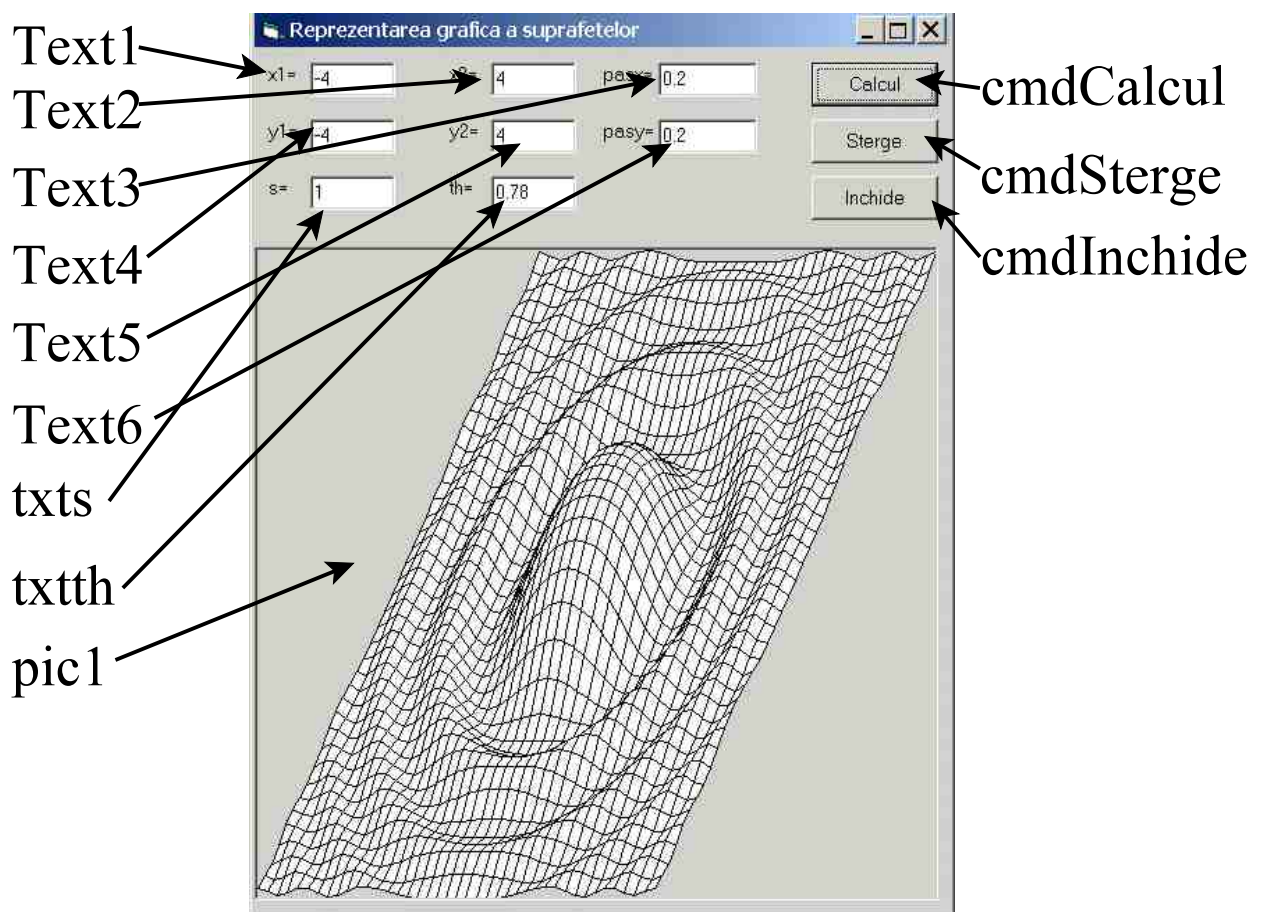 Reprezentarea grafica a suprafetelor
Text1
Text2
Text3
Text4
Text5
Text6
txts
txtth
pic1
x1= -4
4
pasx= 0.2
Calcul
y1= -4
y2= 4
pasy= 0.2
Sterge
s= 1
th= 0.78
Inchide
cmdCalcul
cmdSterge
cmdInchide